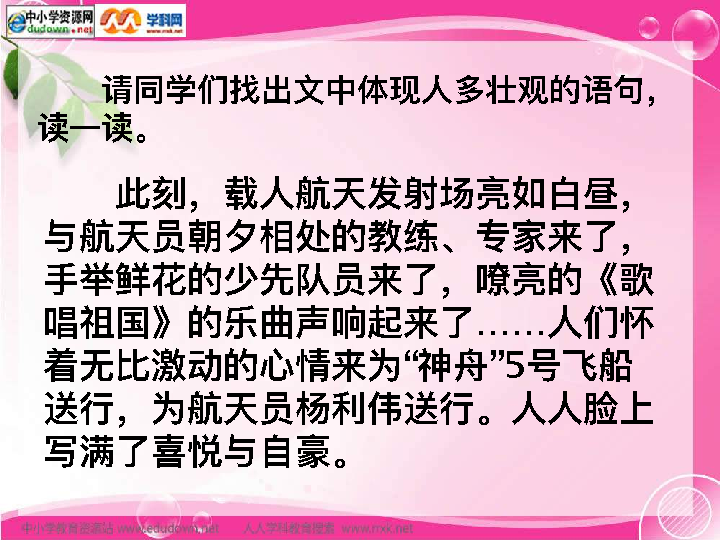 中小学资源网
edudown.net
学科网
www.nxk.net
请同学们找出文中体现人多壮观的语句，
读一读。
此刻，载人航天发射场亮如白昼，
与航天员朝夕相处的教练、专家来了，
手举鲜花的少先队员来了，嘹亮的《歌
唱祖国》的乐曲声响起来了……人们怀
着无比激动的心情来为“神舟”5号飞船
送行，为航天员杨利伟送行。人人脸上
写满了喜悦与自豪。
中小学教育资源站 www.edudown.net 人人学科教育搜索 www.nxk.net